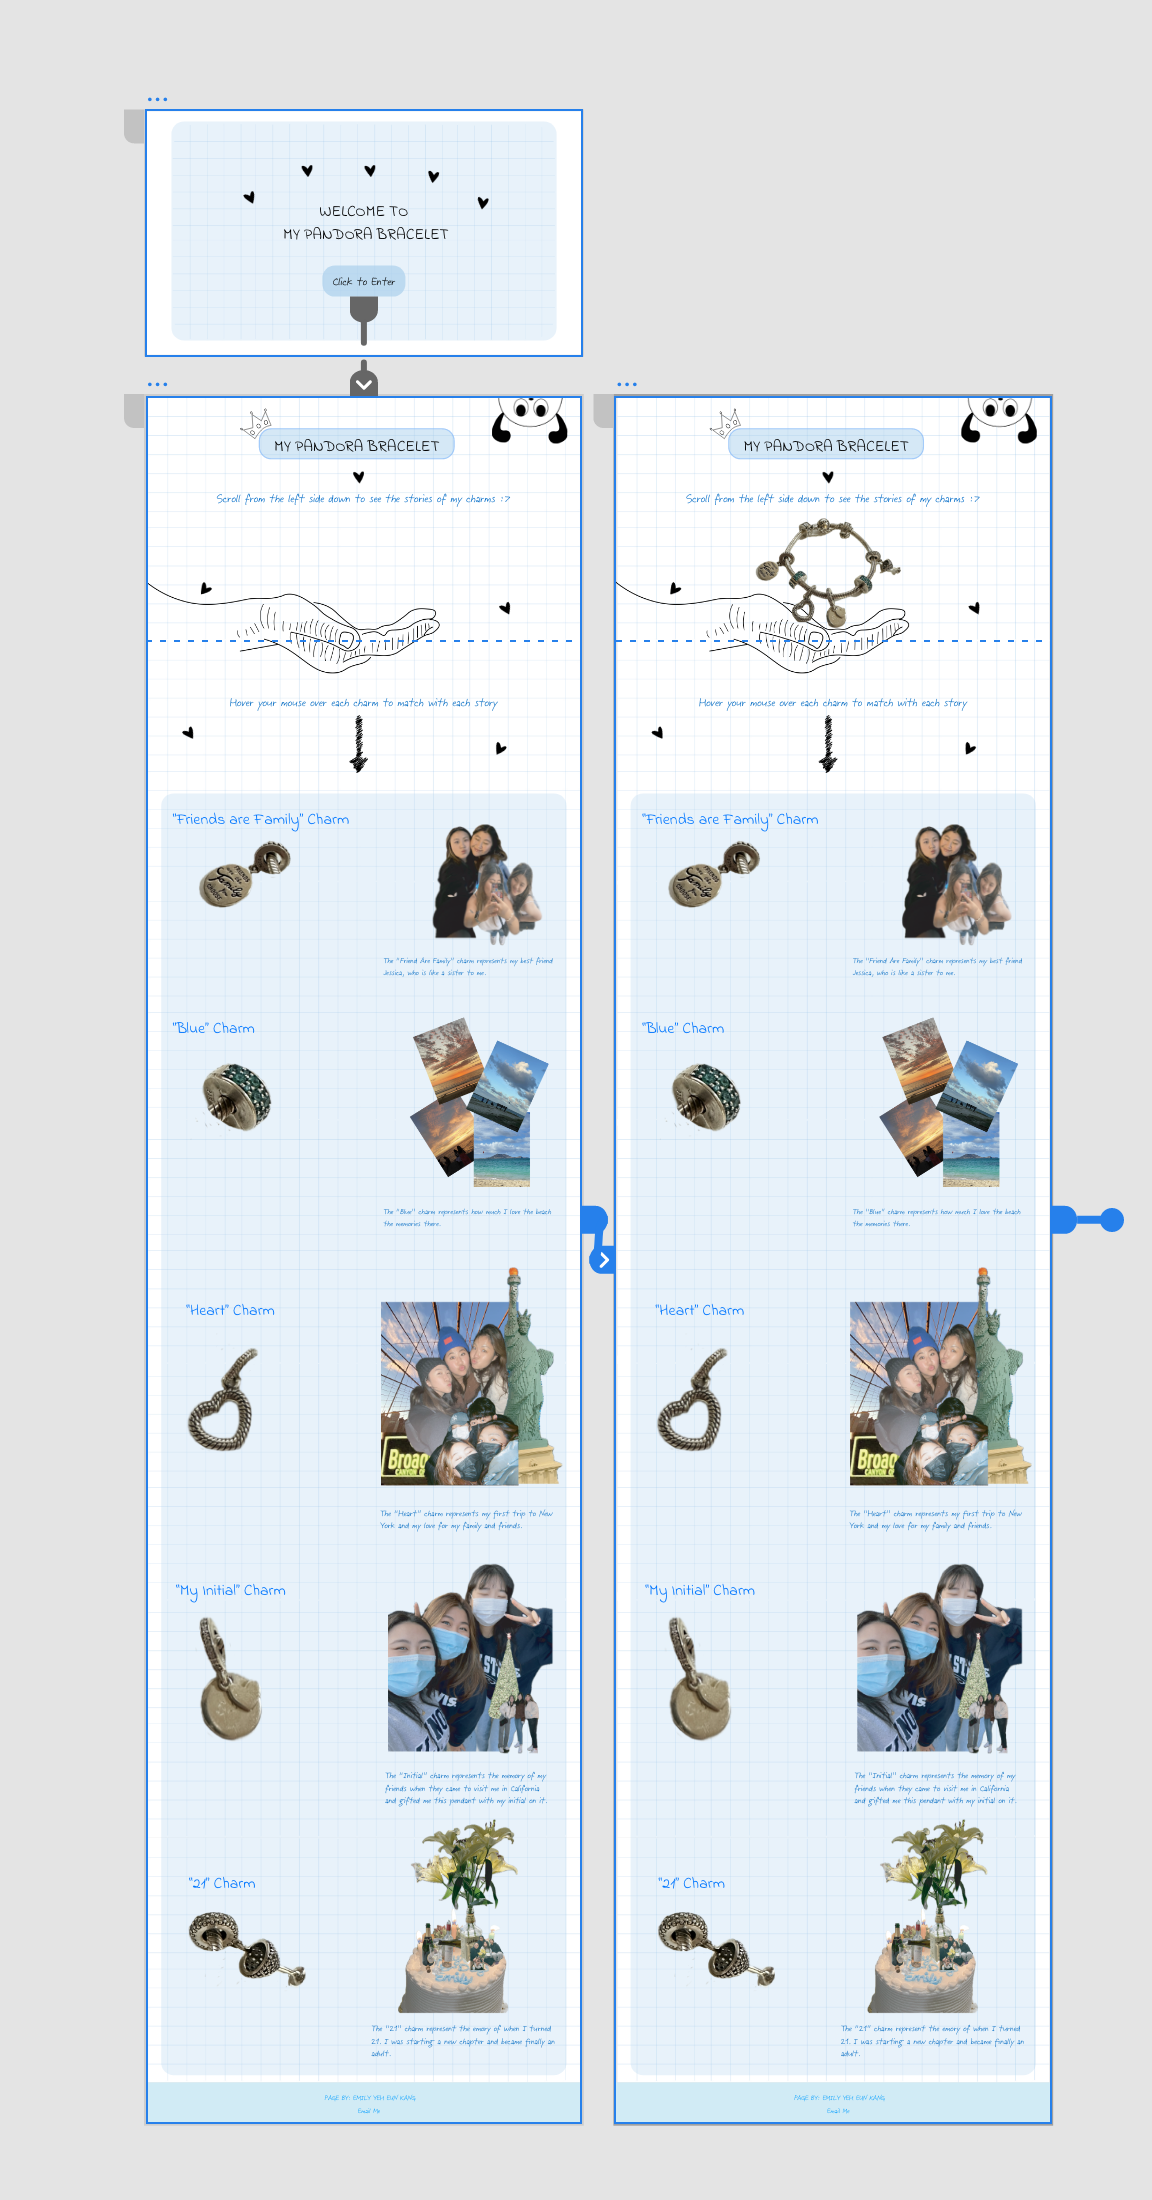 WELCOME TO
MY PANDORA BRACELET
Click to Enter
MY PANDORA BRACELET
Scroll from the left side down to see the stories of my charms :7
Hover your mouse over each charm to match with each story
"Friends are Family" Charm
Family
The "Friend Are Family" charm represents my best friend
Jessica, who is like a sister to me.
"Blue" Charm
The "Blue" charm represents how much I love the beach
the memories there.
"Heart" Charm
Broad
CANYON OF
The "Heart" charm represents my first trip to New
York and my love for my family and friends.
"My Initial" Charm
The "Initial" charm represents the memory of my
friends when they came to visit me in California
and gifted me this pendant with my initial on it.
"21" Charm
Emily
The "21" charm represent the emory of when I turned
21. I was starting a new chapter and became finally an
adult.
PAGE BY: EMILY YEH EUN KANG
Email Me
MY PANDORA BRACELET
Scroll from the left side down to see the stories of my charms :7
Hover your mouse over each charm to match with each story
"Friends are Family" Charm
Family
The "Friend Are Family" charm represents my best friend
Jessica, who is like a sister to me.
"Blue" Charm
The "Blue" charm represents how much I love the beach
the memories there.
"Heart" Charm
Broad
CANYON OF
The "Heart" charm represents my first trip to New
York and my love for my family and friends.
"My Initial" Charm
The "Initial" charm represents the memory of my
friends when they came to visit me in California
and gifted me this pendant with my initial on it.
"21" Charm
Emily
The "21" charm represent the emory of when I turned
21. I was starting a new chapter and became finally an
adult.
PAGE BY: EMILY YEH EUN KANG
Email Me